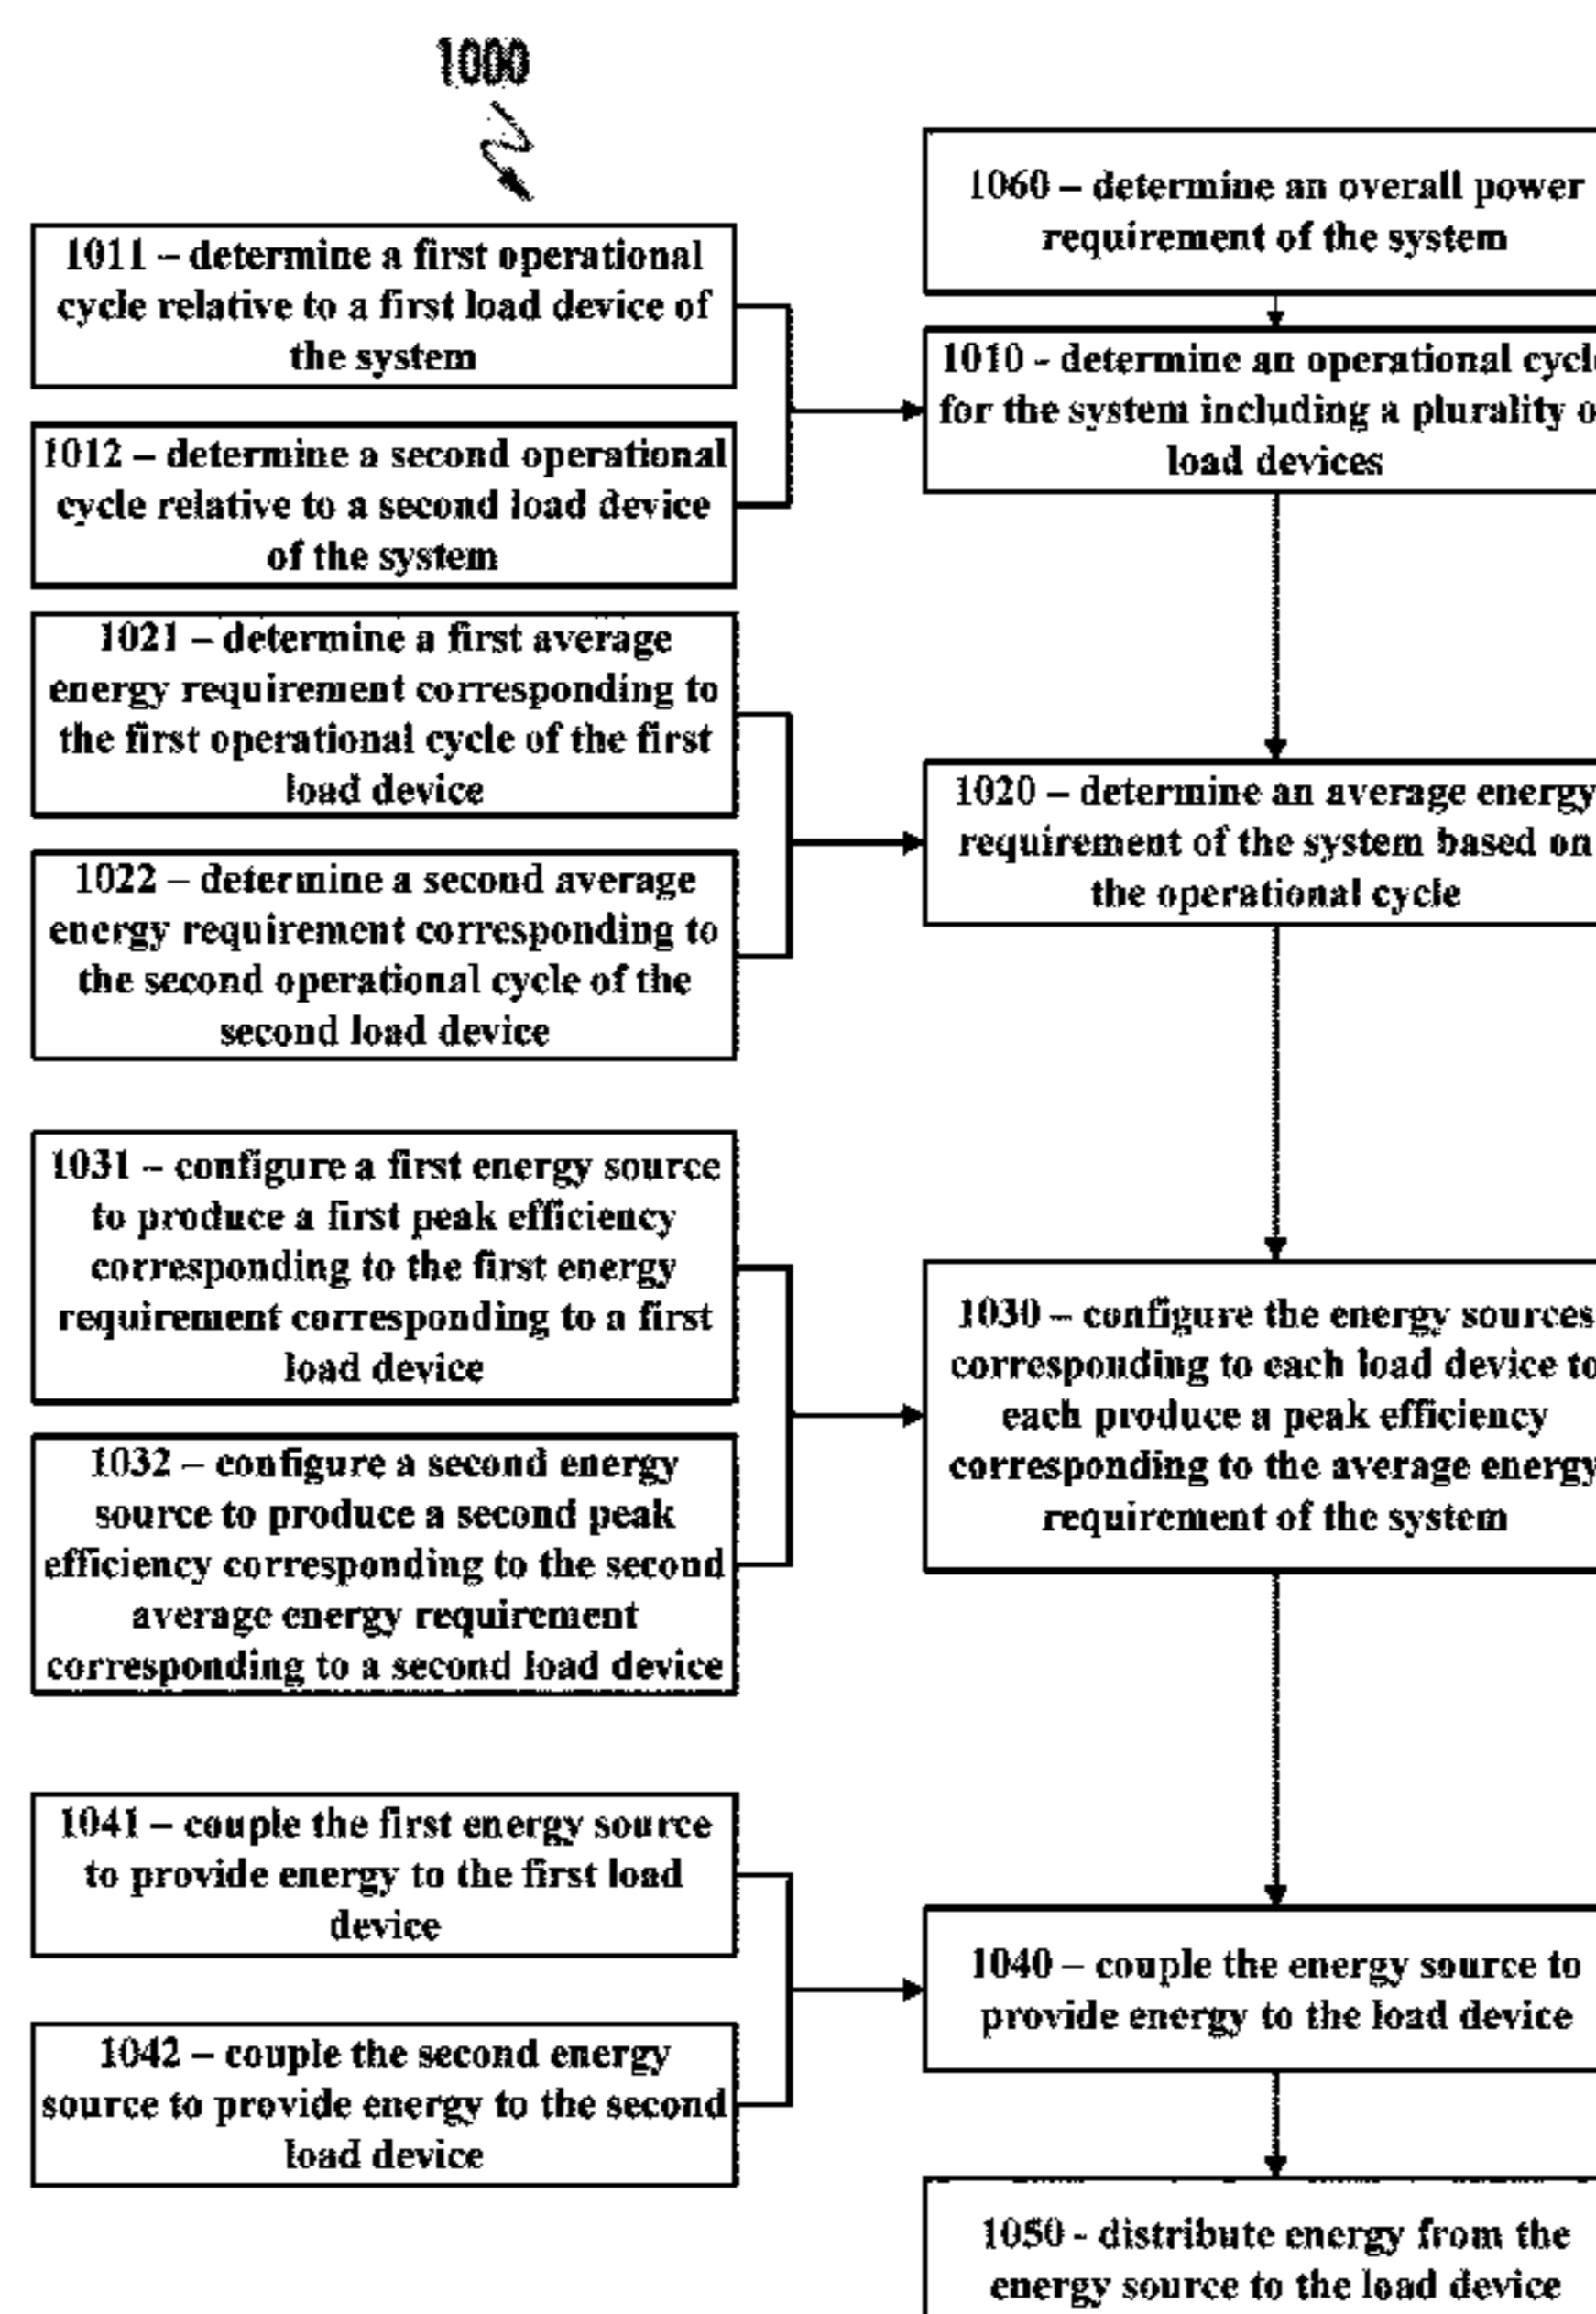 1000
1060 – determine an overall power
requirement of the system
1011 – determine a first operational
cycle relative to a first load device of
the system
1010 - determine an operational cycl
for the system including a plurality o
load devices
1012 – determine a second operational
cycle relative to a second load device
of the system
1021 – determine a first average
energy requirement corresponding to
the first operational cycle of the first
load device
1020 – determine an average energy
requirement of the system based on
the operational cycle
1022 – determine a second average
energy requirement corresponding to
the second operational cycle of the
second load device
1031 – configure a first energy source
to produce a first peak efficiency
corresponding to the first energy
requirement corresponding to a first
load device
1030 – configure the energy sources
corresponding to each load device to
each produce a peak efficiency
corresponding to the average energy
requirement of the system
1032 – configure a second energy
source to produce a second peak
efficiency corresponding to the second
average energy requirement
corresponding to a second load device
1041 – couple the first energy source
to provide energy to the first load
device
1040 – couple the energy source to
provide energy to the load device
1042 – couple the second energy
source to provide energy to the second
load device
1050 - distribute energy from the
energy source to the load device